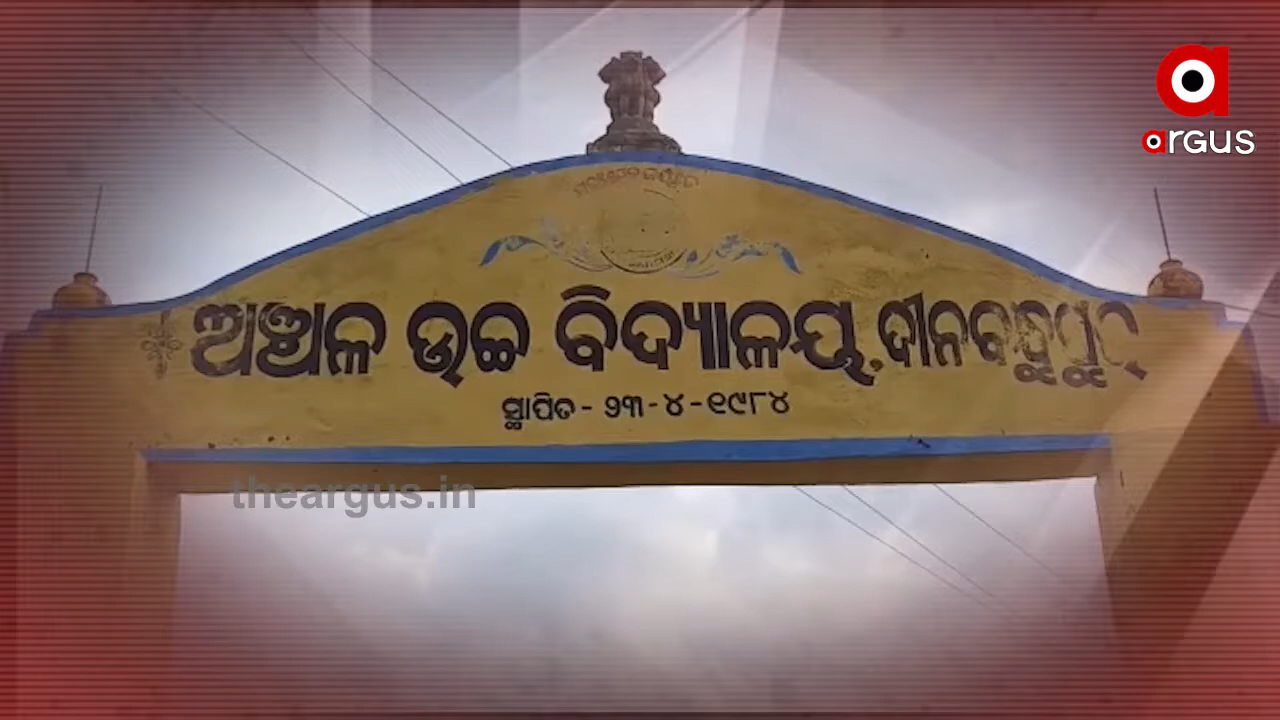 argus
ଅଞ୍ଚଳ ଉଚ୍ଚ ବିଦ୍ୟାଳୟ, ଦୀନବନ୍ଧୁପୁର
ସ୍ଥାପିତ - ୨୩-୪-୧୯୮୪
theargus.in